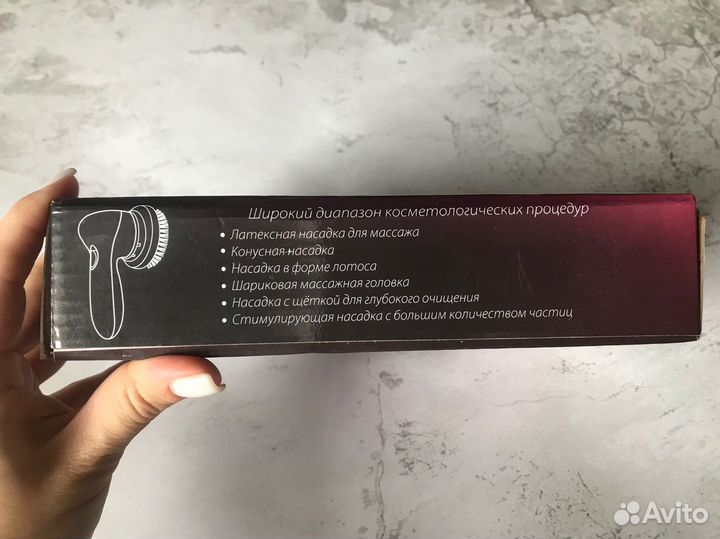 Широкий диапазон косметологических процедур
• Латексная насадка для массажа
• Конусная насадка
• Насадка в форме лотоса
• Шариковая массажная головка
• Насадка с щёткой для глубокого очищения
• Стимулирующая насадка с большим количеством частиц
Avito